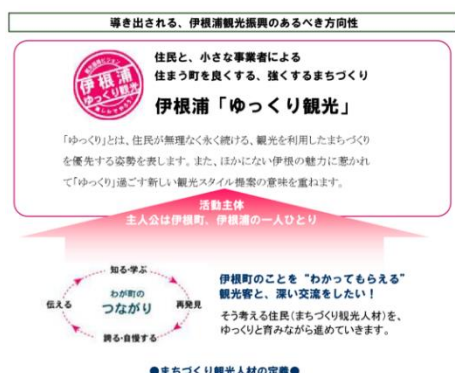 導き出される、伊根浦観光振興のあるべき方向性
伊根浦
ゆっくり観光
住民と、小さな事業者による
住まう町を良くする、強くするまちづくり
伊根浦「ゆっくり観光」
「ゆっくり」とは、住民が無理なく永く続ける、観光を利用したまちづくり
を優先する姿勢を表します。また、ほかにない伊根の魅力に惹かれ
て「ゆっくり」過ごす新しい観光スタイル提案の意味を重ねます。
活動主体
主人公は伊根町、伊根浦の一人ひとり
知る・学ぶ
伝える
わが町の
つながり
再発見
誇る・自慢する
伊根町のことを“わかってもらえる”
観光客と、深い交流をしたい!
そう考える住民(まちづくり観光人材)を、
ゆっくりと育みながら進めていきます。
●まちづくり観光人材の定義●